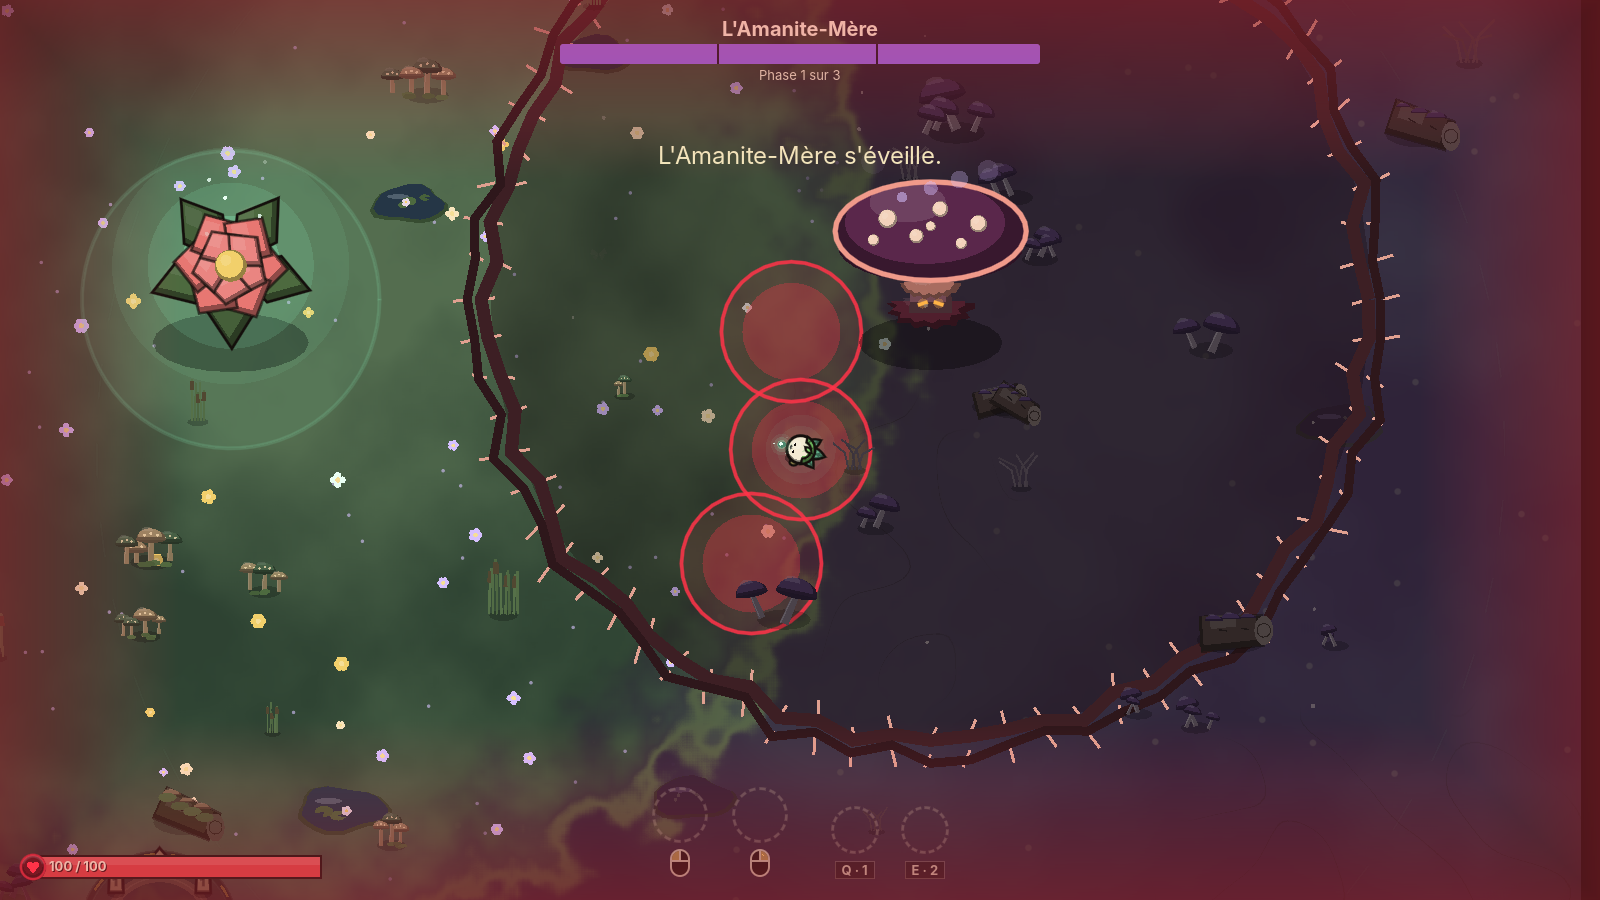 L'Amanite-Mère
Phase 1 sur 3
L'Amanite-Mère s'éveille.
100 / 100
Q · 1
E · 2